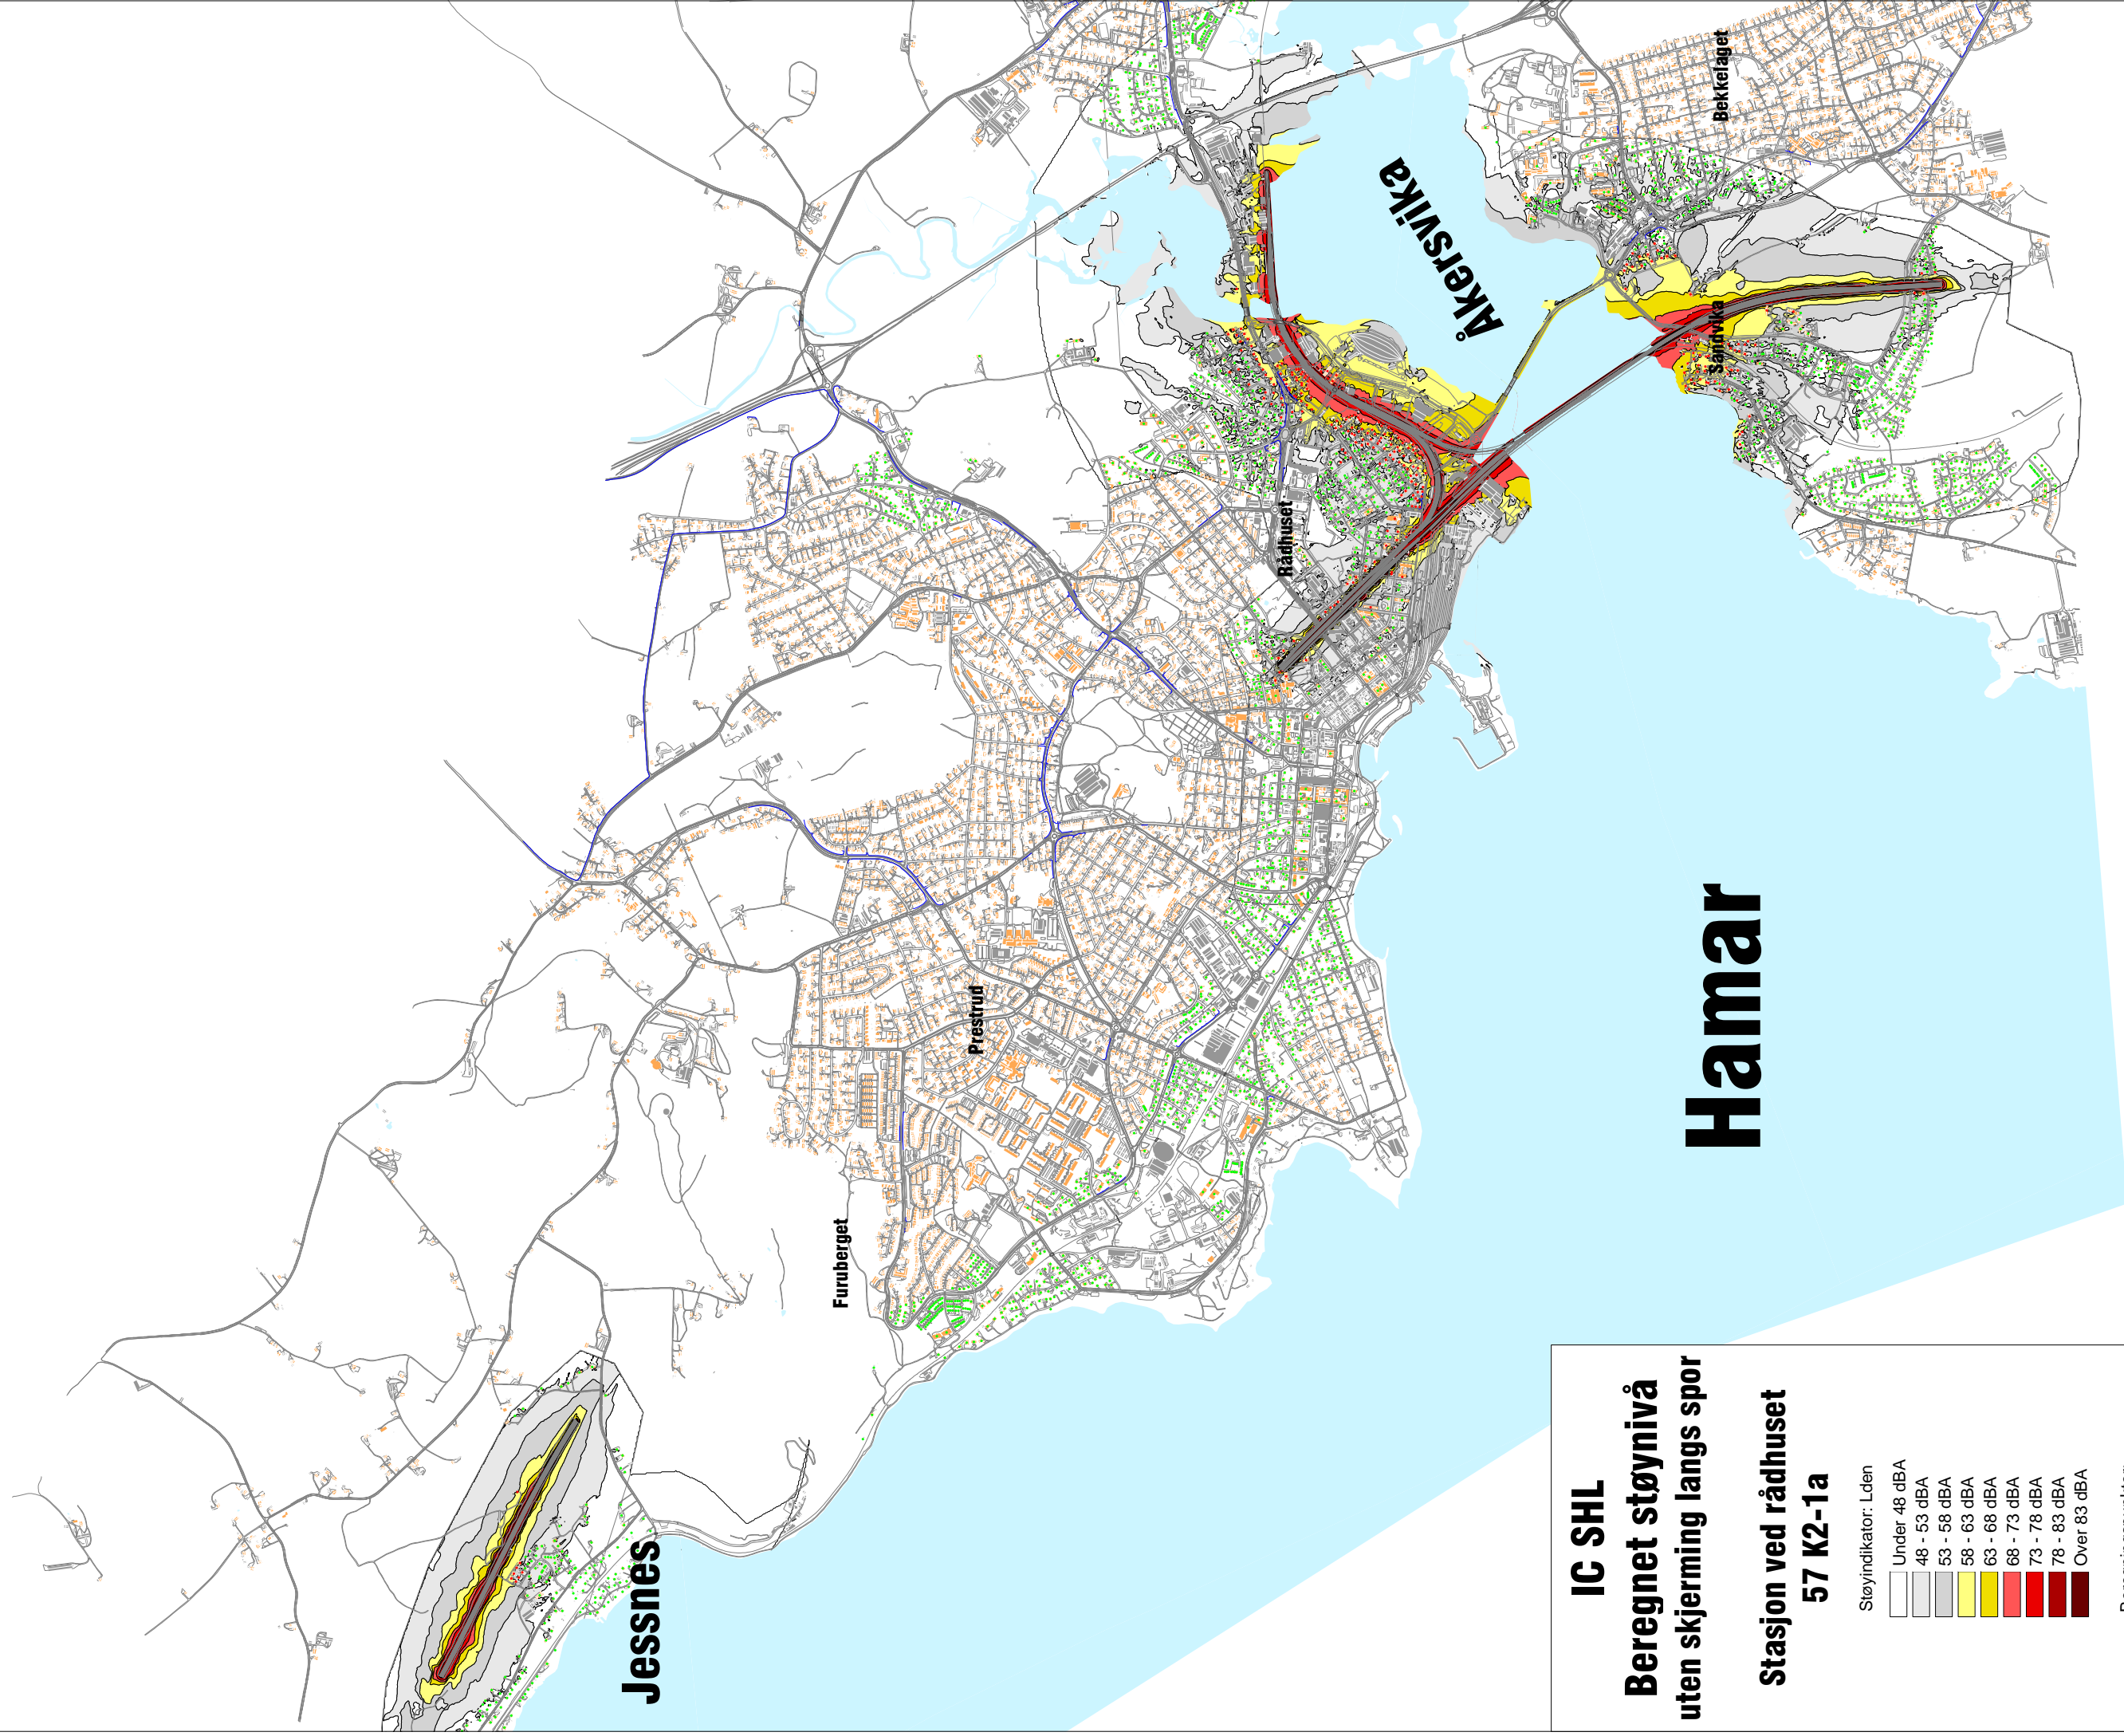 Bekkelaget
Åkersvika
Sandvika
Rådhuset
Hamar
Prestrud
Furuberget
Jessnes
IC SHL
Beregnet støynivå
uten skjerming langs spor
Stasjon ved rådhuset
57 K2-1a
Støyindikator: Lden
Under 48 dBA
48 - 53 dBA
53 - 58 dBA
58 - 63 dBA
63 - 68 dBA
68 - 73 dBA
73 - 78 dBA
78 - 83 dBA
Over 83 dBA